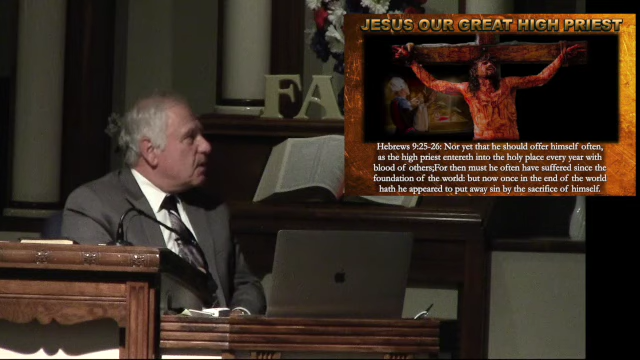 JESUS OUR GREAT HIGH PRIEST
FA
Hebrews 9:25-26: Nor yet that he should offer himself often,
as the high priest entereth into the holy place every year with
blood of others;For then must he often have suffered since the
foundation of the world: but now once in the end of the world
hath he appeared to put away sin by the sacrifice of himself.